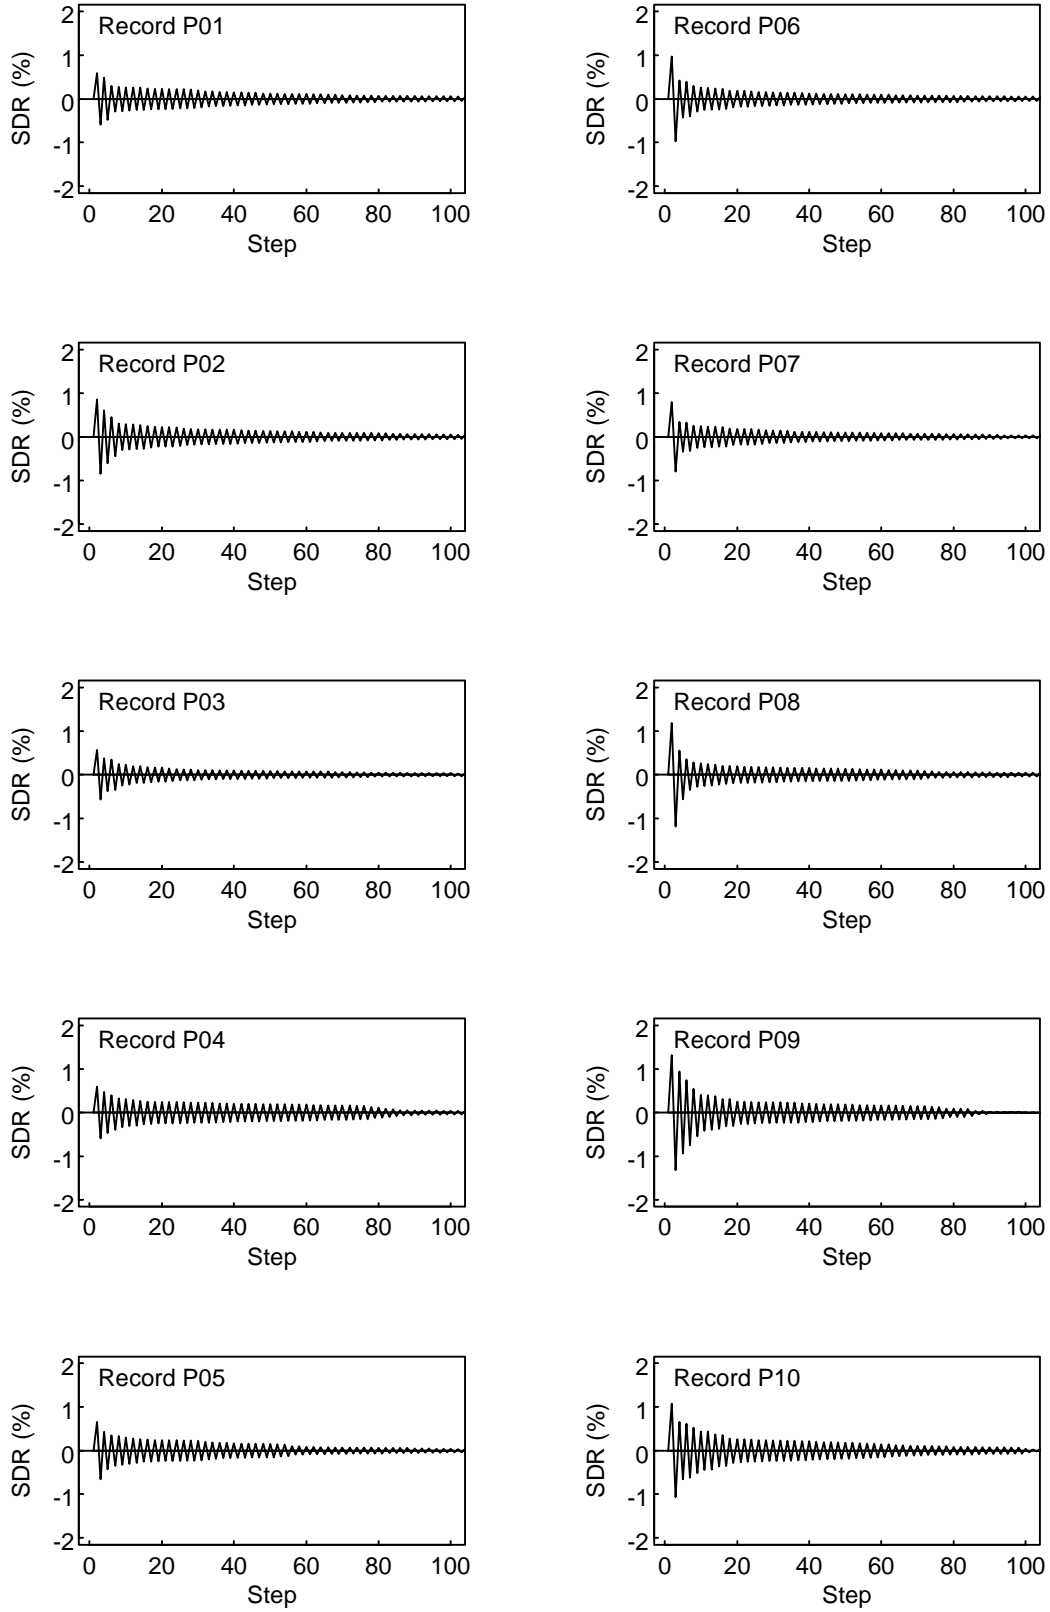 Record P01
SDR (%)
2
1
0
-1
-2
0 20 40 60 80 100
Step
Record P06
SDR (%)
2
1
0
-1
-2
0 20 40 60 80 100
Step
Record P02
SDR (%)
2
1
0
-1
-2
0 20 40 60 80 100
Step
Record P07
SDR (%)
2
1
0
-1
-2
0 20 40 60 80 100
Step
Record P03
SDR (%)
2
1
0
-1
-2
0 20 40 60 80 100
Step
Record P08
SDR (%)
2
1
0
-1
-2
0 20 40 60 80 100
Step
Record P04
SDR (%)
2
1
0
-1
-2
0 20 40 60 80 100
Step
Record P09
SDR (%)
2
1
0
-1
-2
0 20 40 60 80 100
Step
Record P05
SDR (%)
2
1
0
-1
-2
0 20 40 60 80 100
Step
Record P10
SDR (%)
2
1
0
-1
-2
0 20 40 60 80 100
Step